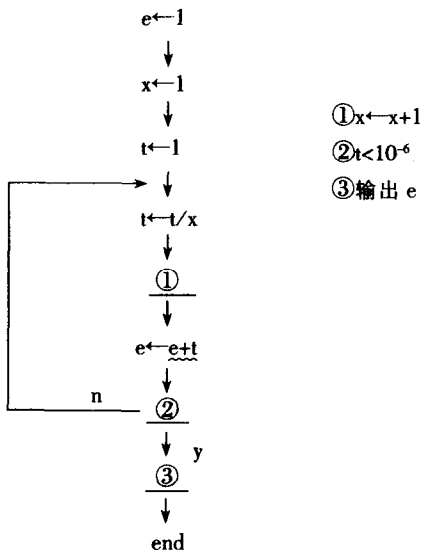 e←1
x←1
t←1
t←t/x
①
e←e+t
②
n
y
③
end
①x←x+1
②t<10⁻⁶
③输出 e